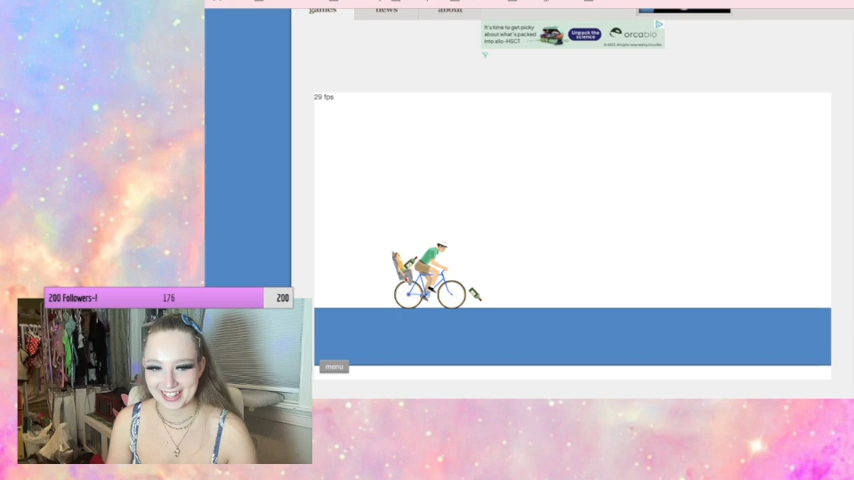 games
news
about
It's time to get picky
about what's packed
into allo-HSCT.
Unpack the
science
orcabio
29 fps
200 Followers-!
176
200
menu